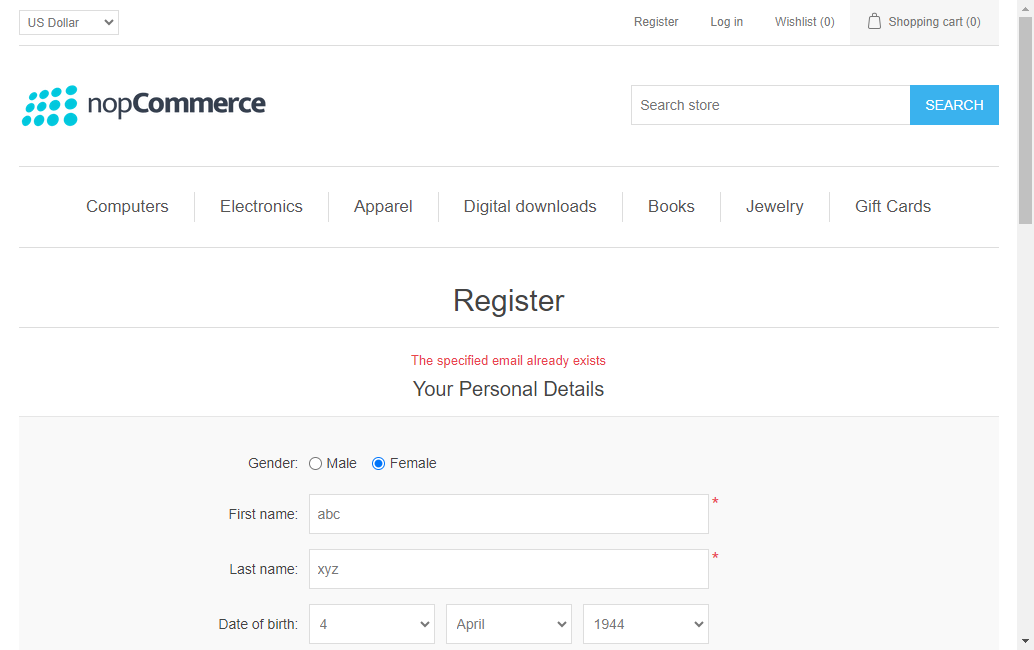 US Dollar Register Log in Wishlist (0) Shopping cart (0)
nopCommerce Search store SEARCH
Computers Electronics Apparel Digital downloads Books Jewelry Gift Cards
Register
The specified email already exists
Your Personal Details
Gender: Male Female
First name: abc *
Last name: xyz *
Date of birth: 4 April 1944